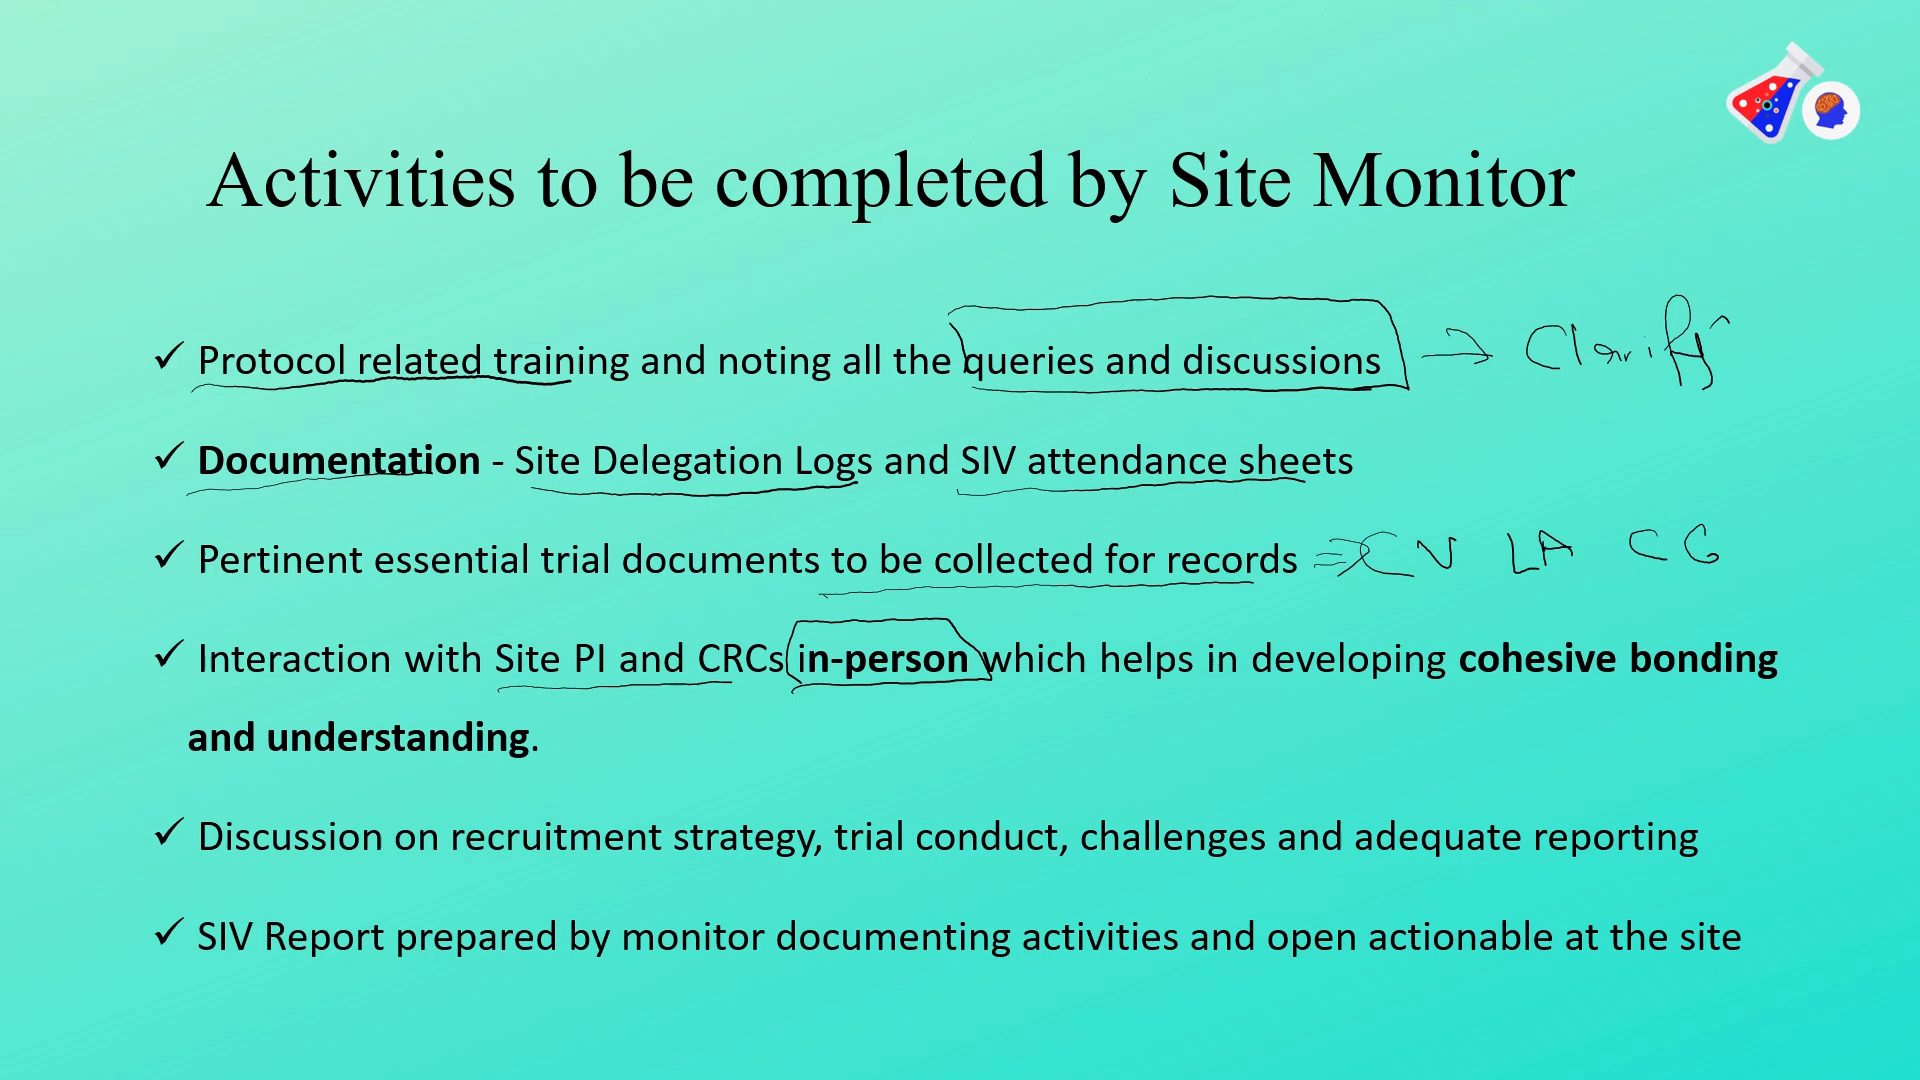 Activities to be completed by Site Monitor
✓ Protocol related training and noting all the queries and discussions → Clarify
✓ Documentation - Site Delegation Logs and SIV attendance sheets
✓ Pertinent essential trial documents to be collected for records ⇒ CV LA CG
✓ Interaction with Site PI and CRCs in-person which helps in developing cohesive bonding
and understanding.
✓ Discussion on recruitment strategy, trial conduct, challenges and adequate reporting
✓ SIV Report prepared by monitor documenting activities and open actionable at the site